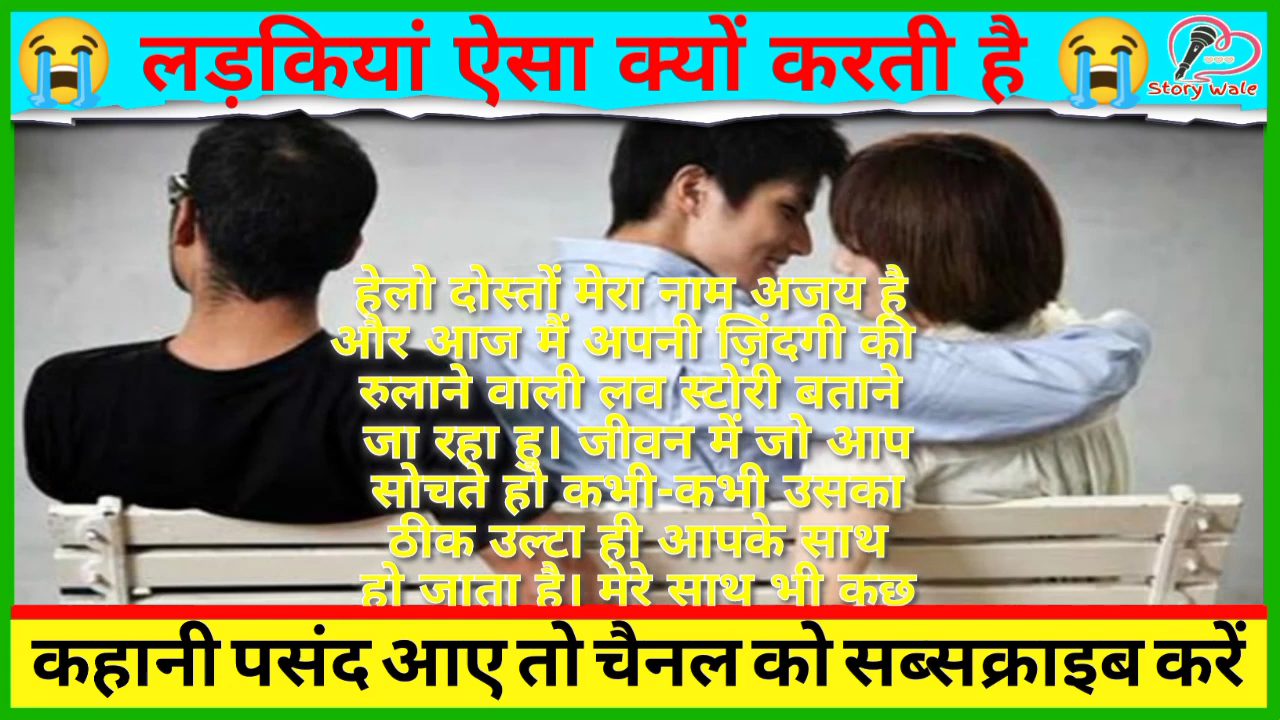 😭 लड़कियां ऐसा क्यों करती है 😭
Story Wale
हेलो दोस्तों मेरा नाम अजय है
और आज मैं अपनी ज़िंदगी की
रुलाने वाली लव स्टोरी बताने
जा रहा हु। जीवन में जो आप
सोचते हो कभी-कभी उसका
ठीक उल्टा ही आपके साथ
हो जाता है। मेरे साथ भी कुछ
कहानी पसंद आए तो चैनल को सब्सक्राइब करें